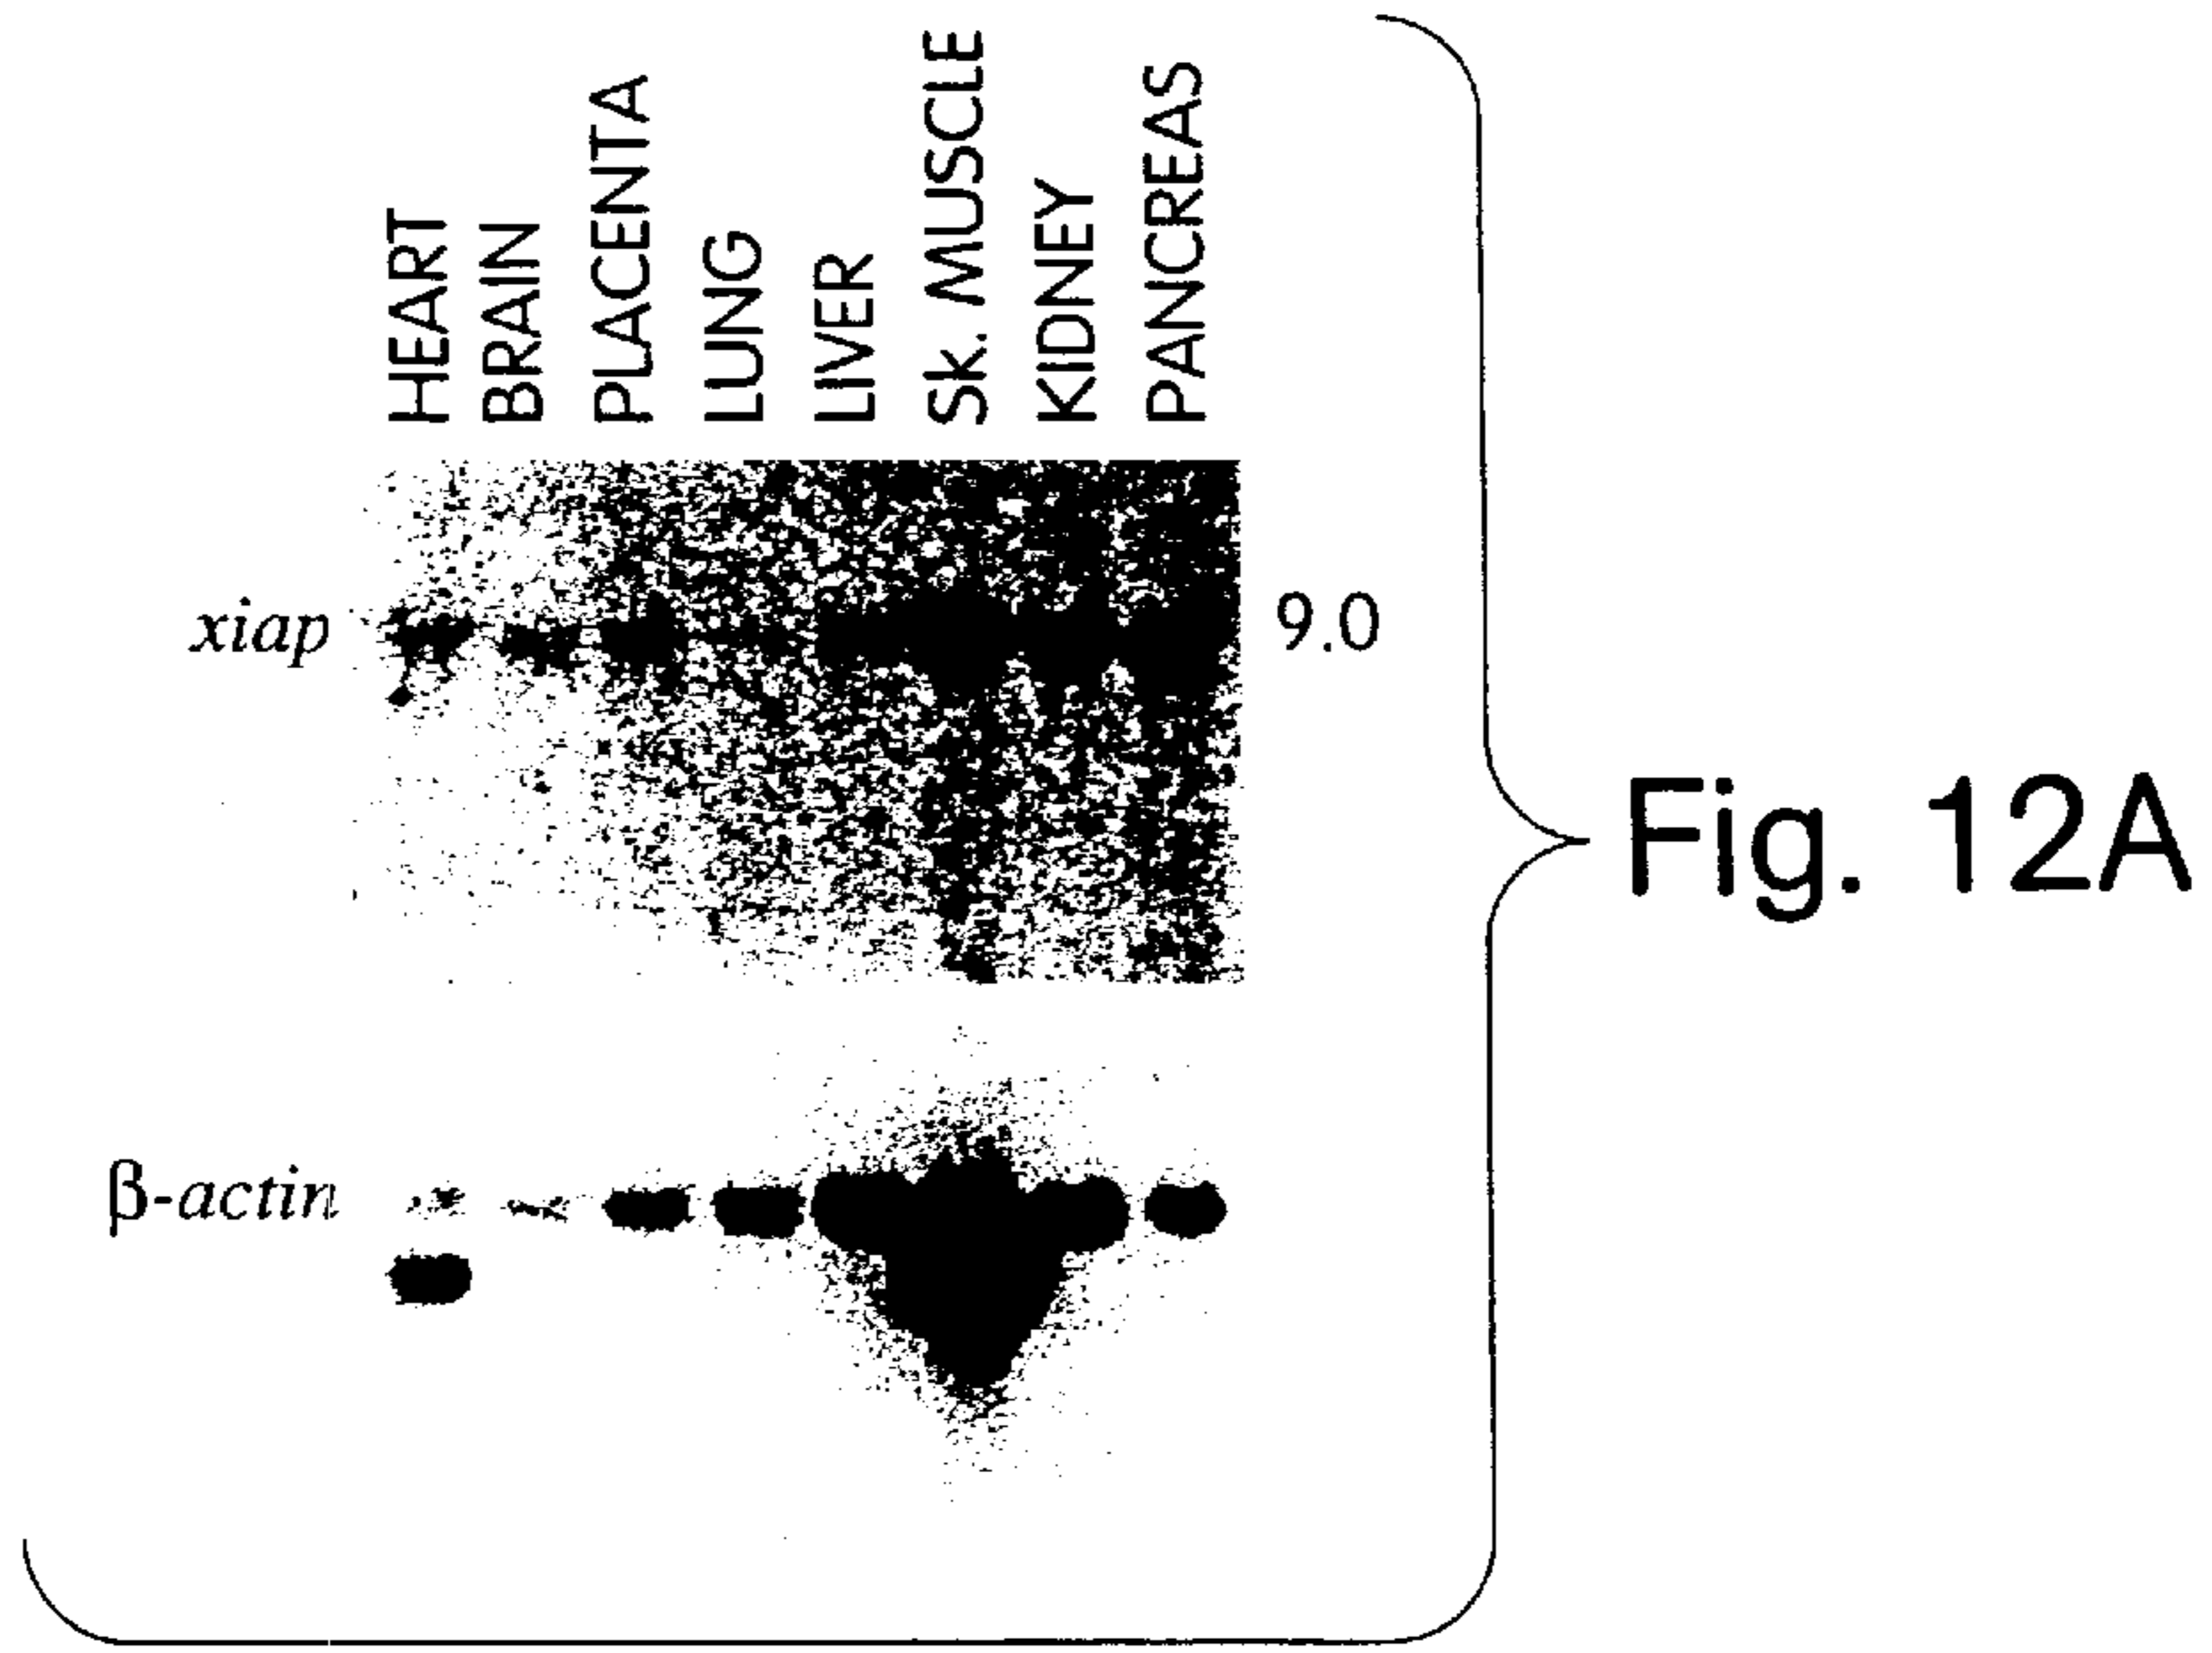 HEART
BRAIN
PLACENTA
LUNG
LIVER
Sk. MUSCLE
KIDNEY
PANCREAS
xiap
9.0
β-actin
Fig. 12A